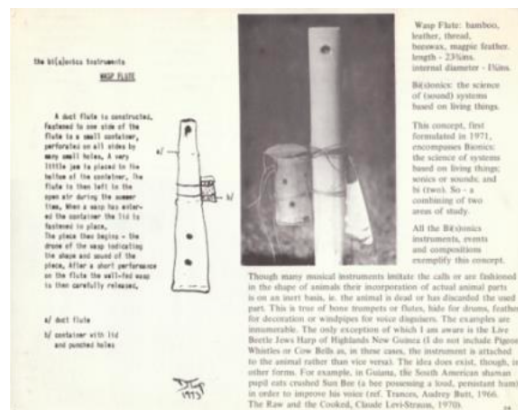 the bi(s)onics instruments
WASP FLUTE
A duct flute is constructed.
Fastened to one side of the
flute is a small container,
perforated on all sides by
many small holes. A very
little jam is placed in the
bottom of the container. The
flute is then left in the
open air during the summer
time. When a wasp has enter-
ed the container the lid is
fastened in place.
The piece then begins - the
drone of the wasp indicating
the shape and sound of the
piece. After a short performance
on the flute the well-fed wasp
is then carefully released.
a/ duct flute
b/ container with lid
and punched holes
a/
b/
1973
Wasp Flute: bamboo,
leather, thread,
beeswax, magpie feather.
length - 23¾ins.
internal diameter - 1¾ins.
Bi(s)onics: the science
of (sound) systems
based on living things.
This concept, first
formulated in 1971,
encompasses Bionics:
the science of systems
based on living things;
sonics or sounds; and
bi (two). So - a
combining of two
areas of study.
All the Bi(s)onics
instruments, events
and compositions
exemplify this concept.
Though many musical instruments imitate the calls or are fashioned
in the shape of animals their incorporation of actual animal parts
is on an inert basis, ie. the animal is dead or has discarded the used
part. This is true of bone trumpets or flutes, hide for drums, feather
for decoration or windpipes for voice disguisers. The examples are
innumerable. The only exception of which I am aware is the Live
Beetle Jews Harp of Highlands New Guinea (I do not include Pigeon
Whistles or Cow Bells as, in these cases, the instrument is attached
to the animal rather than vice versa). The idea does exist, though, in
other forms. For example, in Guiana, the South American shaman
pupil eats crushed Sun Bee (a bee possessing a loud, persistant hum)
in order to improve his voice (ref. Trances, Audrey Butt, 1966.
The Raw and the Cooked, Claude Levi-Strauss, 1970).